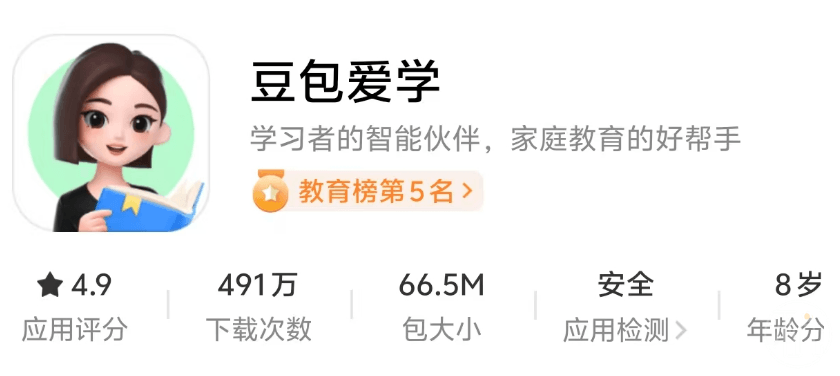 豆包爱学
学习者的智能伙伴，家庭教育的好帮手
教育榜第5名
4.9 491万 66.5M 安全 8岁
应用评分 下载次数 包大小 应用检测 年龄分